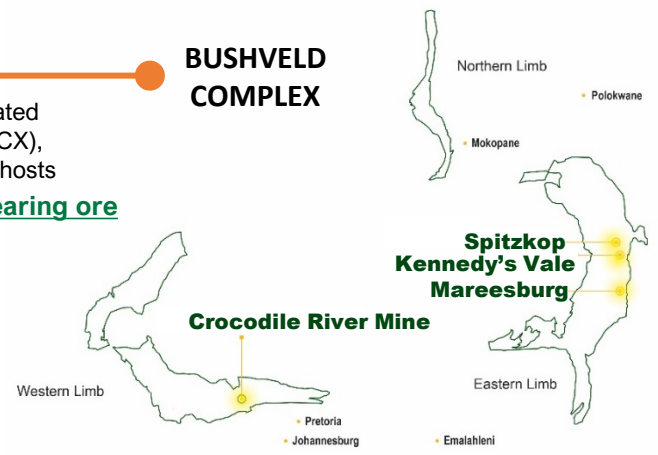 BUSHVELD
COMPLEX
ated
CX),
hosts
earing ore
Northern Limb
Polokwane
Mokopane
Spitzkop
Kennedy's Vale
Mareesburg
Crocodile River Mine
Western Limb
Eastern Limb
Pretoria
Johannesburg
Emalahleni